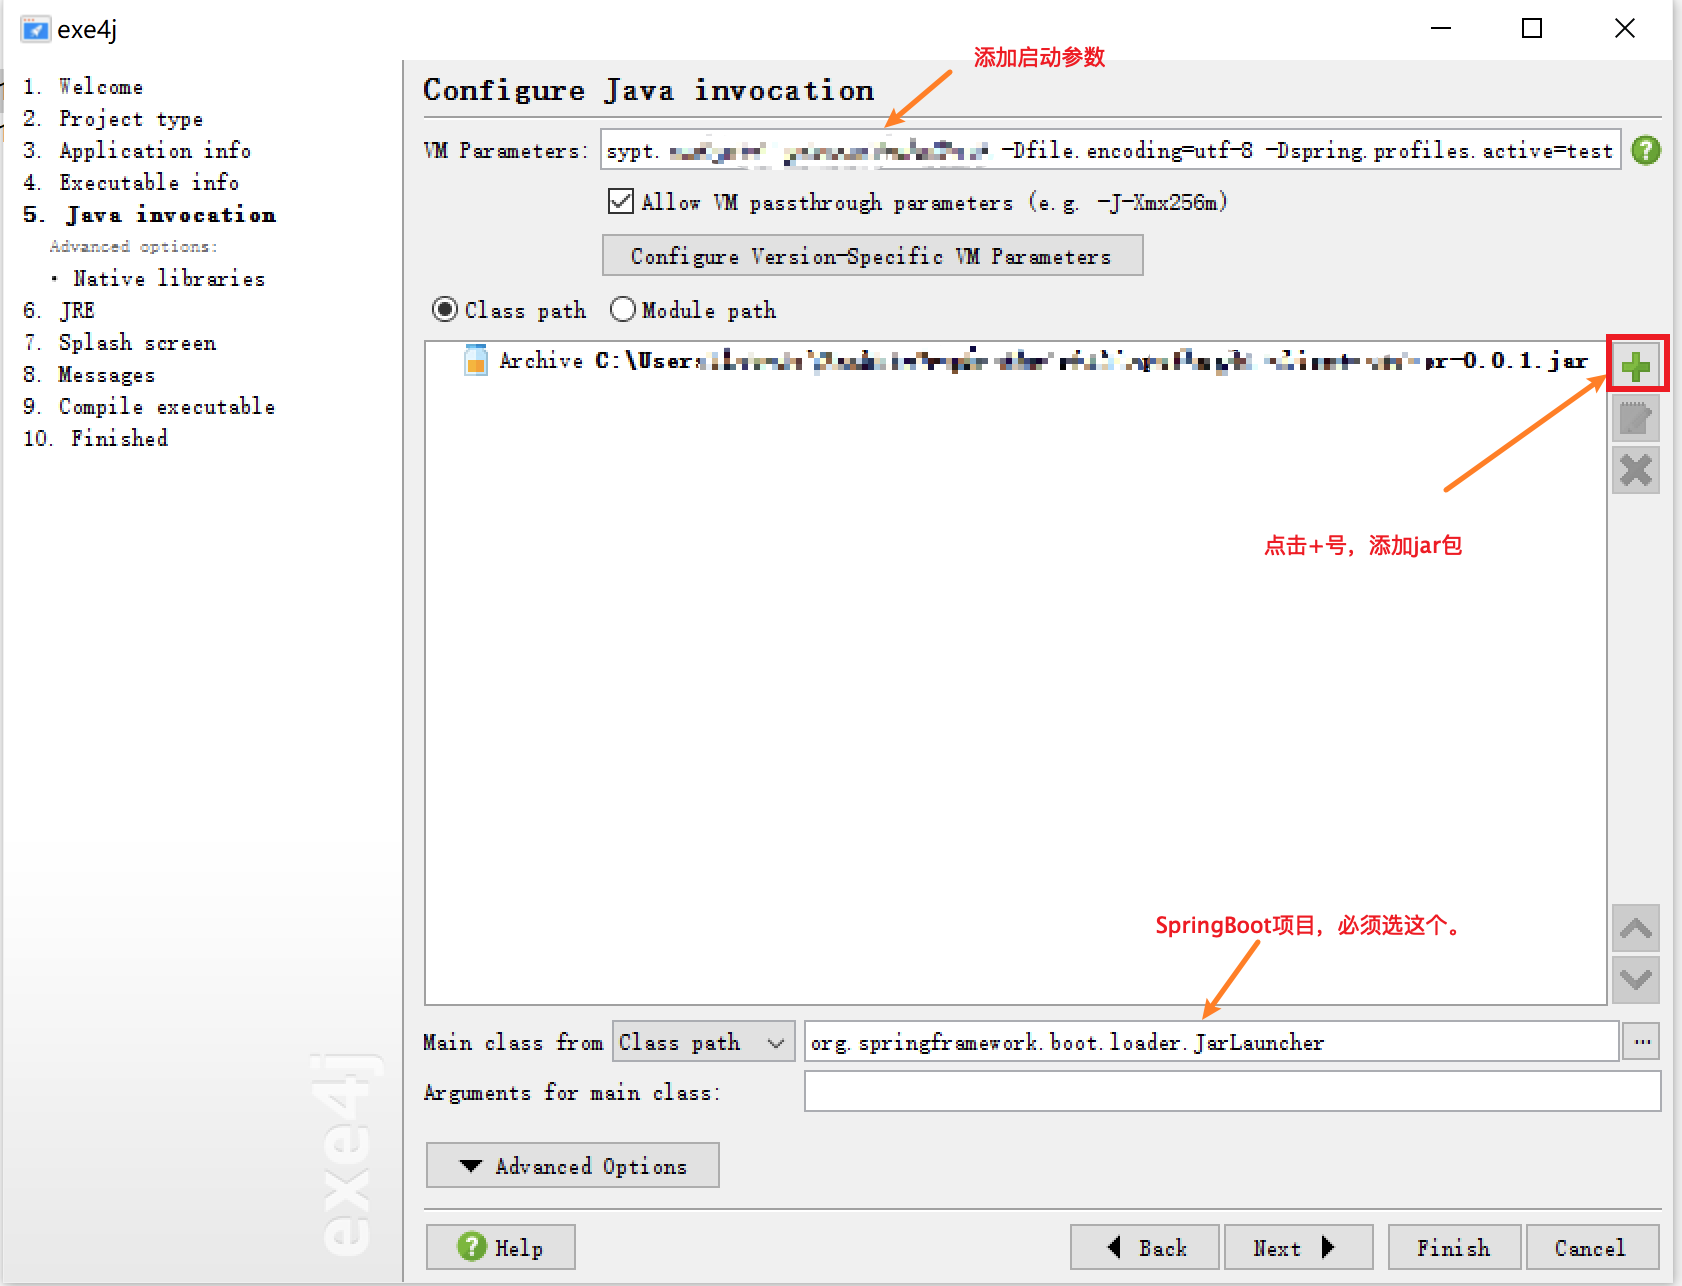 exe4j
添加启动参数
1. Welcome
2. Project type
3. Application info
4. Executable info
5. Java invocation
Advanced options:
• Native libraries
6. JRE
7. Splash screen
8. Messages
9. Compile executable
10. Finished
exe4j
Configure Java invocation
VM Parameters: sypt. -Dfile.encoding=utf-8 -Dspring.profiles.active=test
Allow VM passthrough parameters (e.g. -J-Xmx256m)
Configure Version-Specific VM Parameters
Class path Module path
Archive C:\Users -0.0.1.jar
点击+号，添加jar包
SpringBoot项目，必须选这个。
Main class from Class path org.springframework.boot.loader.JarLauncher ...
Arguments for main class:
Advanced Options
Help Back Next Finish Cancel